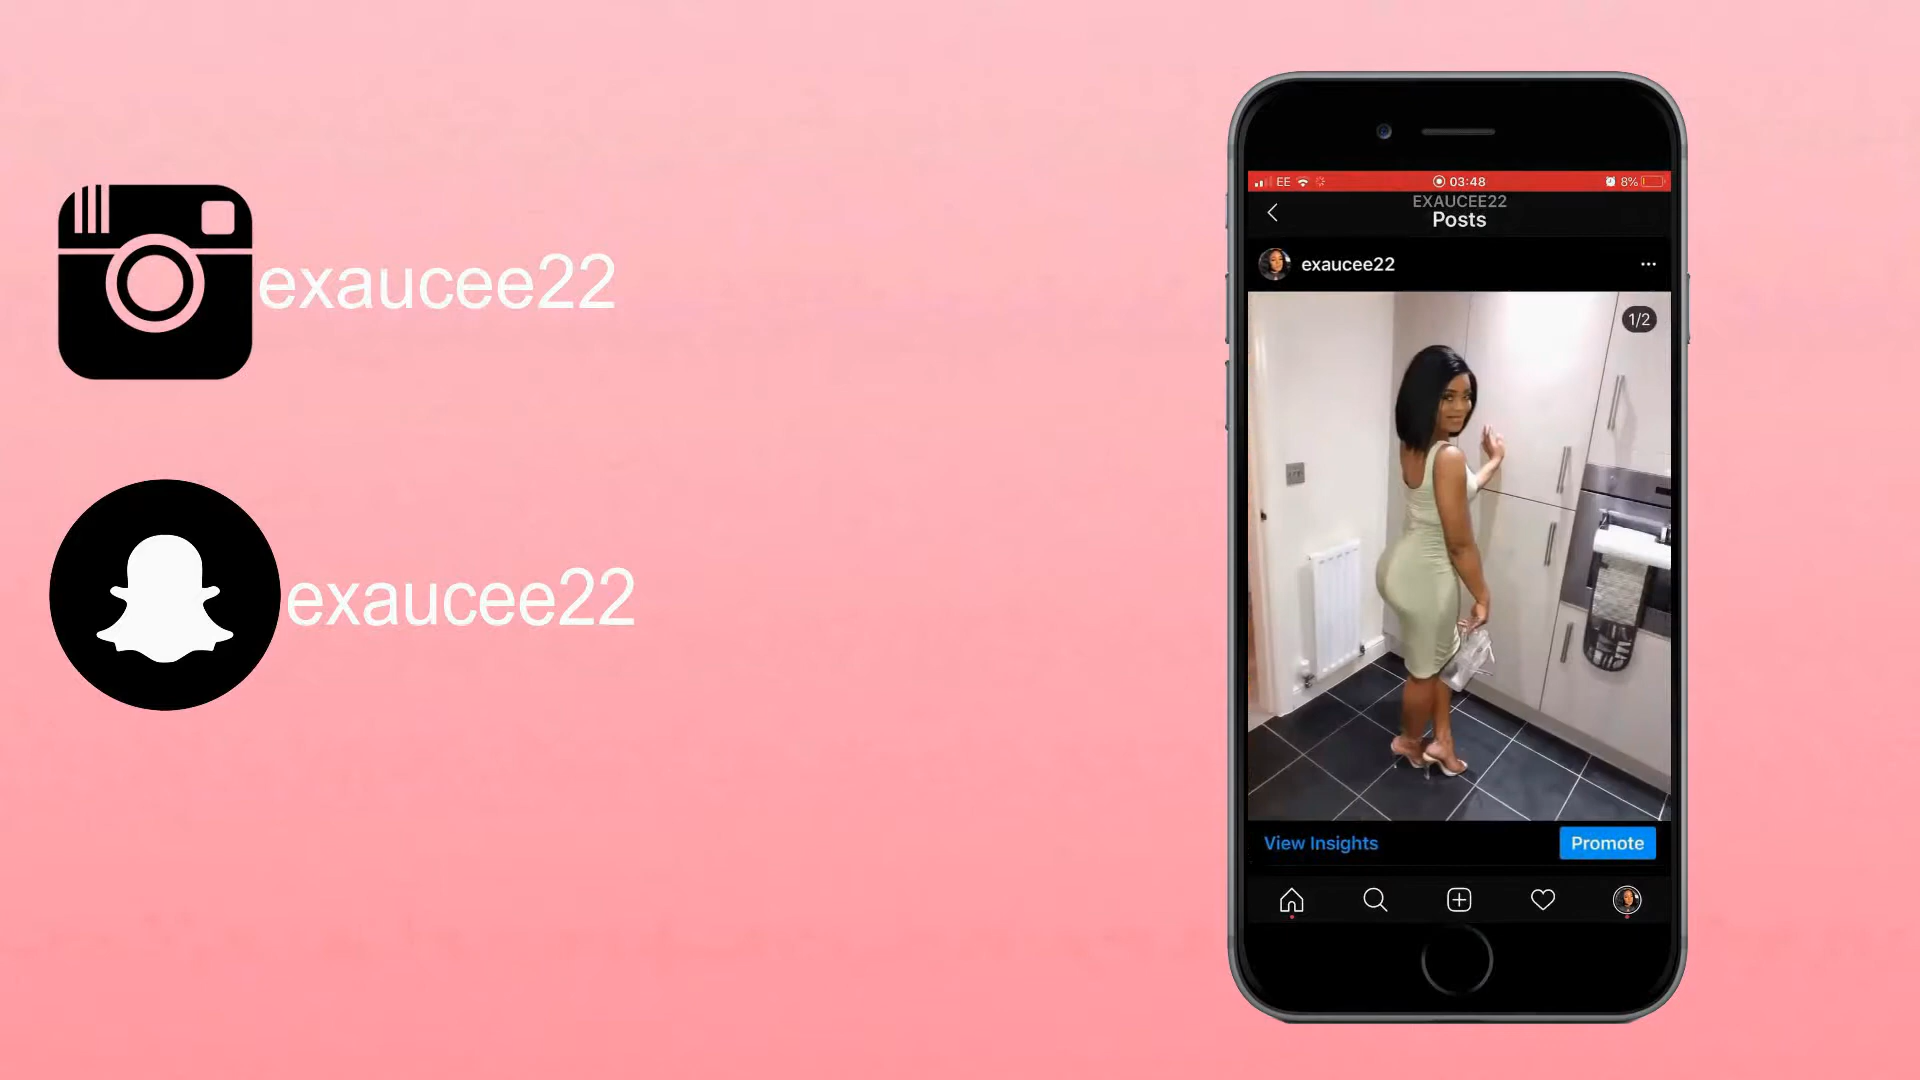 exaucee22
exaucee22
EE
03:48
8%
EXAUCEE22
Posts
exaucee22
1/2
View Insights
Promote